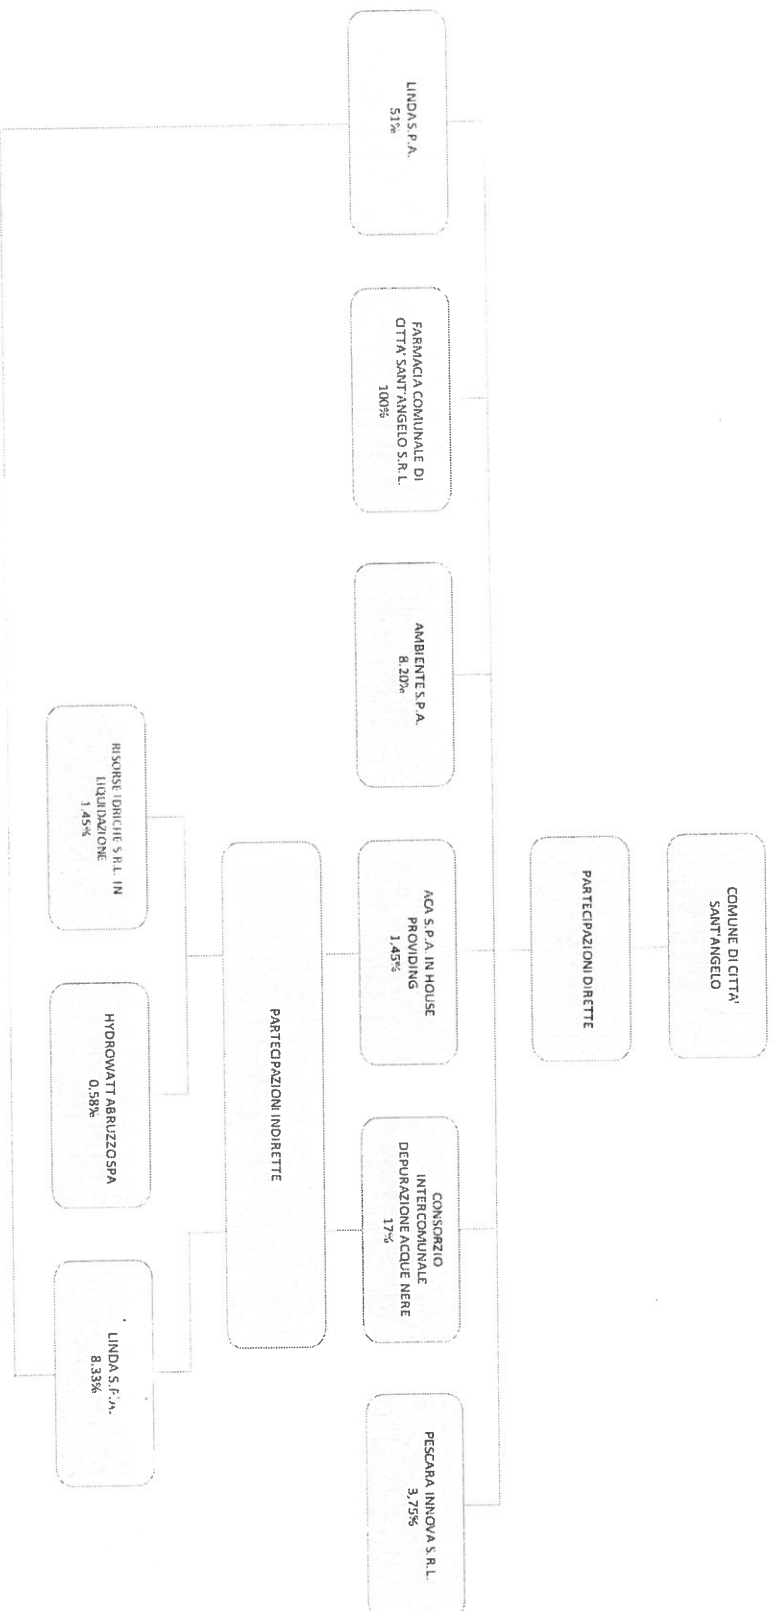 COMUNE DI CITTA'
SANT'ANGELO
PARTECIPAZIONI DIRETTE
LINDA S.P.A.
51%
FARMACIA COMUNALE DI
CITTA' SANT'ANGELO S.R.L.
100%
AMBIENTE S.P.A.
8.20%
ACA S.P.A. IN HOUSE
PROVIDING
1,45%
CONSORZIO
INTERCOMUNALE
DEPURAZIONE ACQUE NERE
17%
PESCARA INNOVA S.R.L.
3,75%
PARTECIPAZIONI INDIRETTE
RISORSE IDRICHE S.R.L. IN
LIQUIDAZIONE
1.45%
HYDROWATT ABRUZZO SPA
0.58%
LINDA S.P.A.
8.33%